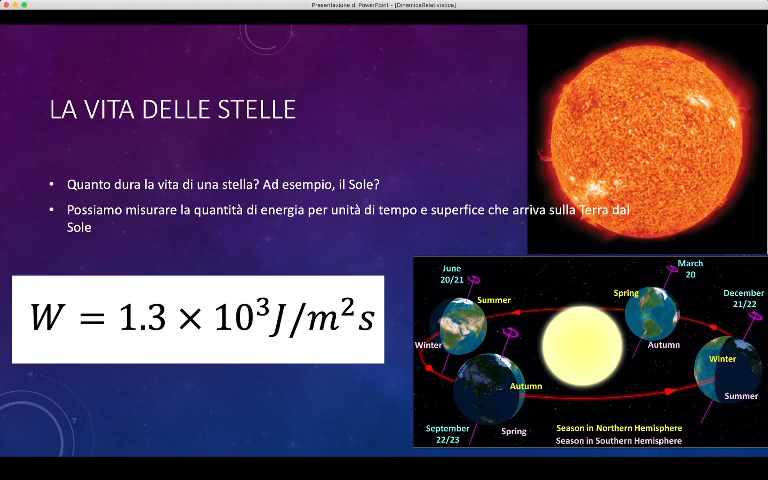 Presentazione di PowerPoint - [DinamicaRelativistica]
LA VITA DELLE STELLE
• Quanto dura la vita di una stella? Ad esempio, il Sole?
• Possiamo misurare la quantità di energia per unità di tempo e superfice che arriva sulla Terra dal
Sole
W = 1.3 × 10³J/m²s
June
20/21
Summer
Winter
March
20
Spring
Autumn
December
21/22
Winter
Summer
Autumn
September
22/23
Spring
Season in Northern Hemisphere
Season in Southern Hemisphere